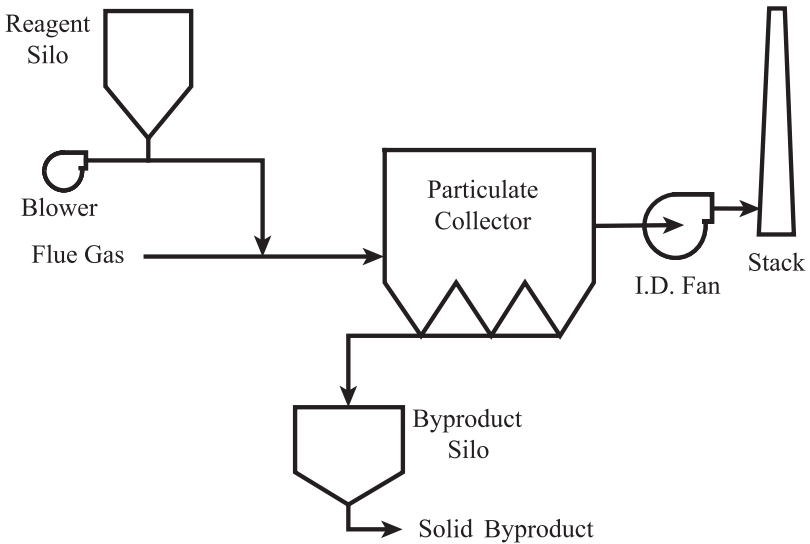 Reagent
Silo
Blower
Flue Gas
Particulate
Collector
I.D. Fan
Stack
Byproduct
Silo
Solid Byproduct